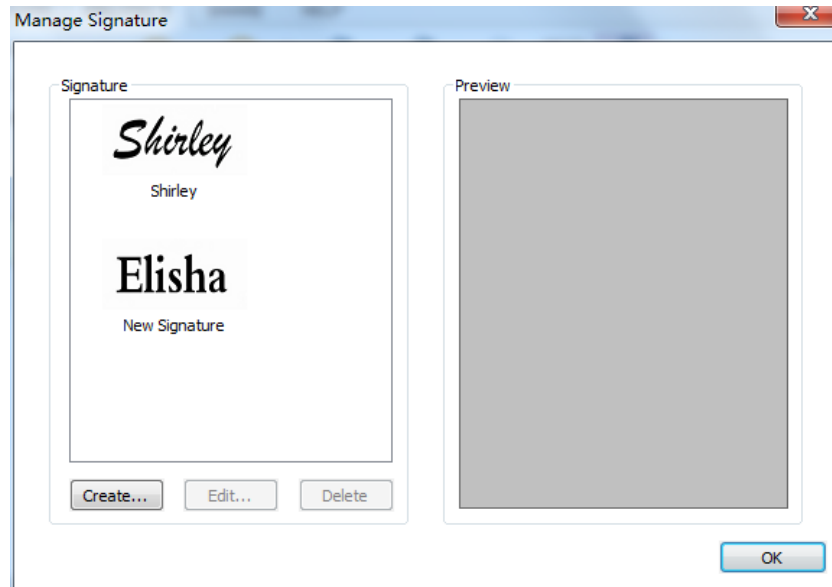 Manage Signature
Signature
Shirley
Shirley
Elisha
New Signature
Create...
Edit...
Delete
Preview
OK